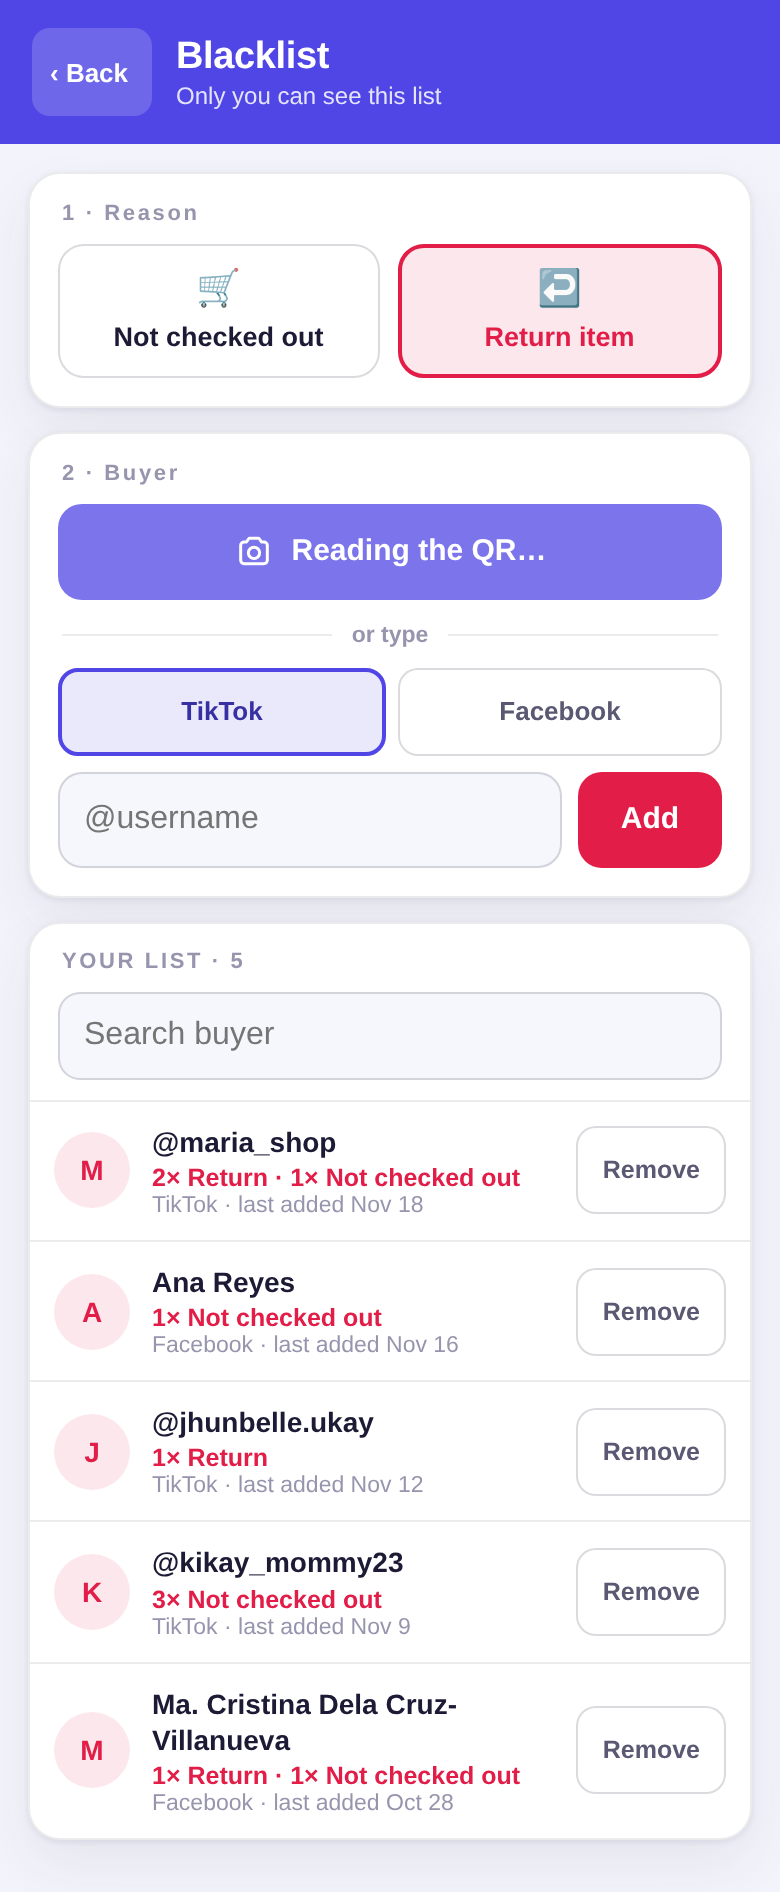 ‹ Back
Blacklist
Only you can see this list
1 · Reason
Not checked out
Return item
2 · Buyer
Reading the QR…
or type
TikTok
Facebook
@username
Add
YOUR LIST · 5
Search buyer
M
@maria_shop
2× Return · 1× Not checked out
TikTok · last added Nov 18
Remove
A
Ana Reyes
1× Not checked out
Facebook · last added Nov 16
Remove
J
@jhunbelle.ukay
1× Return
TikTok · last added Nov 12
Remove
K
@kikay_mommy23
3× Not checked out
TikTok · last added Nov 9
Remove
M
Ma. Cristina Dela Cruz-
Villanueva
1× Return · 1× Not checked out
Facebook · last added Oct 28
Remove